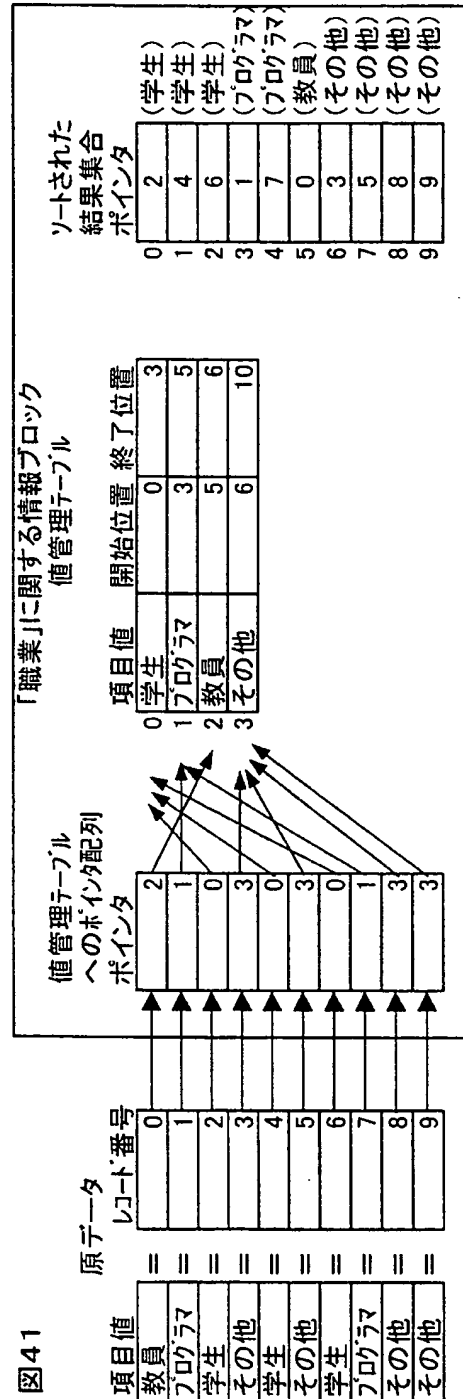 図41
「職業」に関する情報ブロック
原データ
項目値 レコード番号
教員 = 0
プログラマ = 1
学生 = 2
その他 = 3
学生 = 4
その他 = 5
学生 = 6
プログラマ = 7
その他 = 8
その他 = 9
値管理テーブル
へのポインタ配列
ポインタ
2
1
0
3
0
3
0
1
3
3
値管理テーブル
項目値 開始位置 終了位置
0 学生 0 3
1 プログラマ 3 5
2 教員 5 6
3 その他 6 10
ソートされた
結果集合
ポインタ
0 2 (学生)
1 4 (学生)
2 6 (学生)
3 1 (プログラマ)
4 7 (プログラマ)
5 0 (教員)
6 3 (その他)
7 5 (その他)
8 8 (その他)
9 9 (その他)